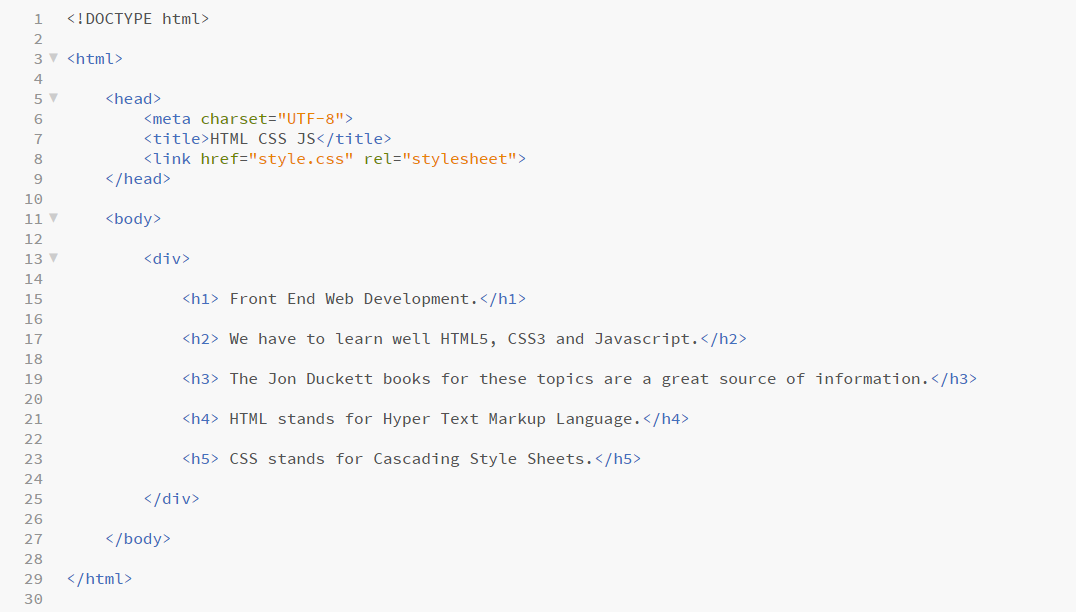 1 <!DOCTYPE html>
2
3 <html>
4
5 <head>
6 <meta charset="UTF-8">
7 <title>HTML CSS JS</title>
8 <link href="style.css" rel="stylesheet">
9 </head>
10
11 <body>
12
13 <div>
14
15 <h1> Front End Web Development.</h1>
16
17 <h2> We have to learn well HTML5, CSS3 and Javascript.</h2>
18
19 <h3> The Jon Duckett books for these topics are a great source of information.</h3>
20
21 <h4> HTML stands for Hyper Text Markup Language.</h4>
22
23 <h5> CSS stands for Cascading Style Sheets.</h5>
24
25 </div>
26
27 </body>
28
29 </html>
30